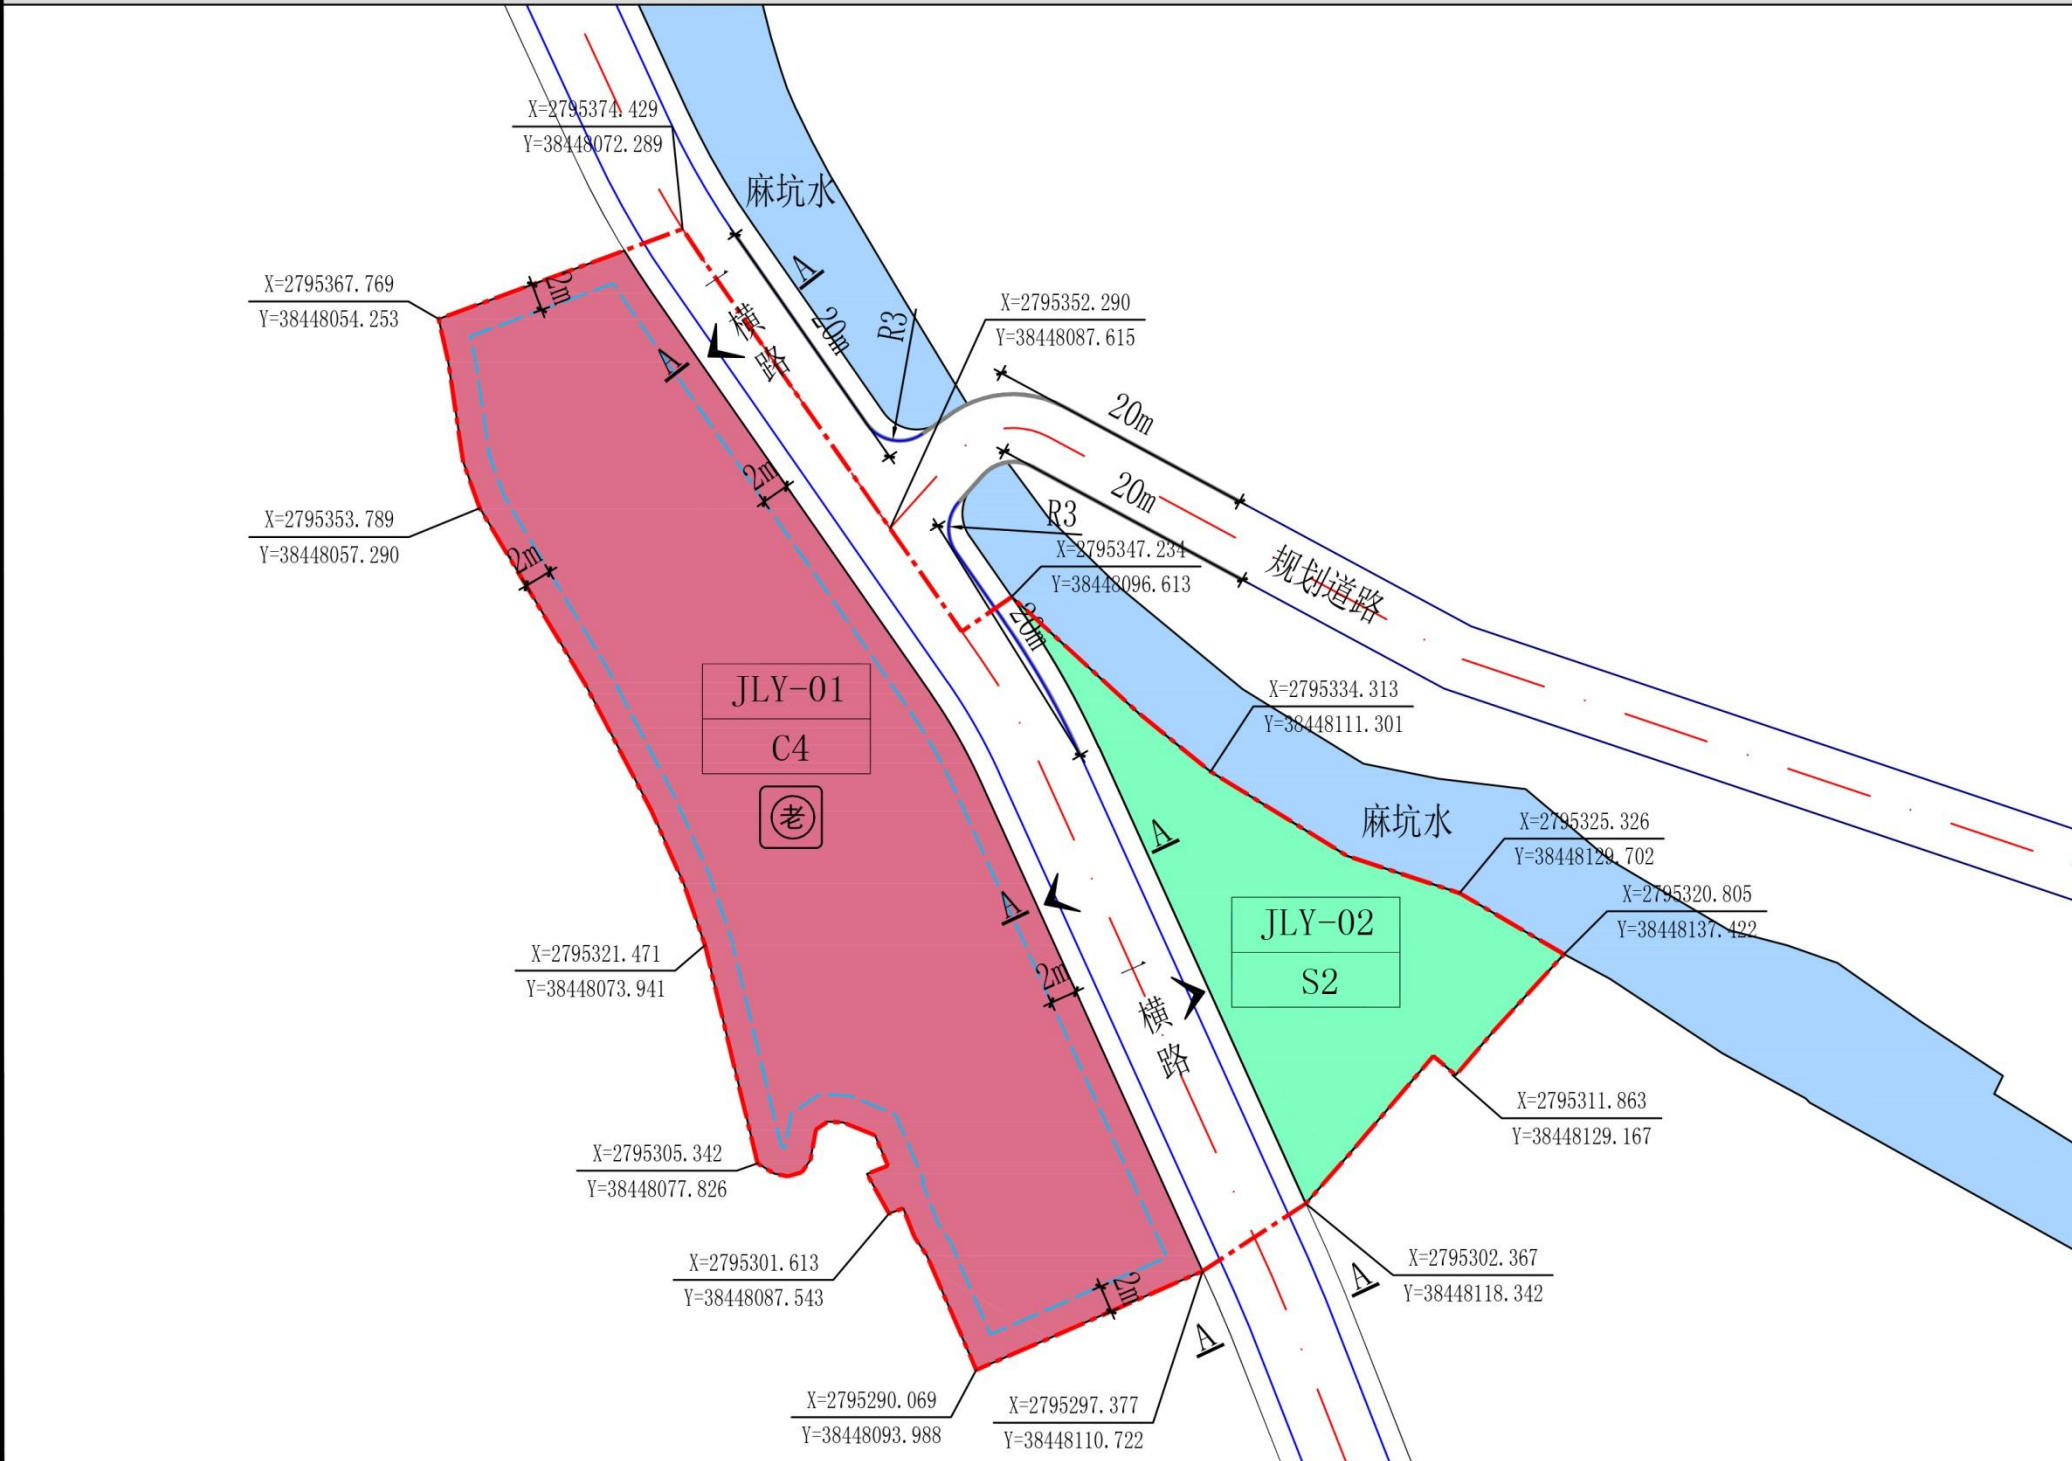 X=2795374.429
Y=38448072.289
麻坑水
A
X=2795367.769
Y=38448054.253
2m
一横路
20m
R3
X=2795352.290
Y=38448087.615
A
20m
2m
20m
R3
X=2795353.789
Y=38448057.290
2m
X=2795347.234
Y=38448096.613
规划道路
20m
JLY-01
C4
老
X=2795334.313
Y=38448111.301
A
麻坑水
X=2795325.326
Y=38448129.702
X=2795320.805
Y=38448137.422
A
JLY-02
S2
X=2795321.471
Y=38448073.941
2m
一横路
X=2795311.863
Y=38448129.167
X=2795305.342
Y=38448077.826
X=2795301.613
Y=38448087.543
2m
X=2795302.367
Y=38448118.342
A
A
X=2795290.069
Y=38448093.988
X=2795297.377
Y=38448110.722